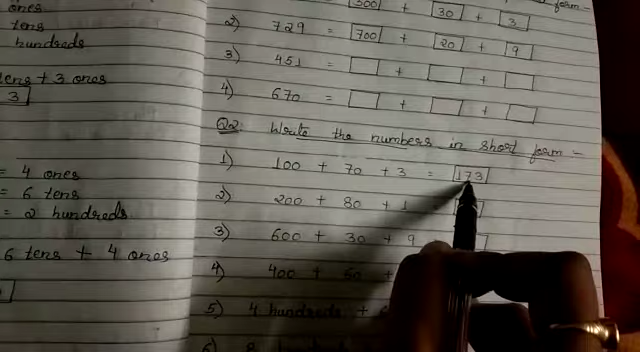 ones
tens
hundreds
tens + 3 ones
3
= 4 ones
= 6 tens
= 2 hundreds
6 tens + 4 ones
form -
300 + 30 + 3
2) 729 = 700 + 20 + 9
3) 451 = + +
4) 670 = + +
Q2. Write the numbers in short form -
1) 100 + 70 + 3 = 173
2) 200 + 80 + 1
3) 600 + 30 + 9
4) 400 + 50 +
5) 4 hundreds +